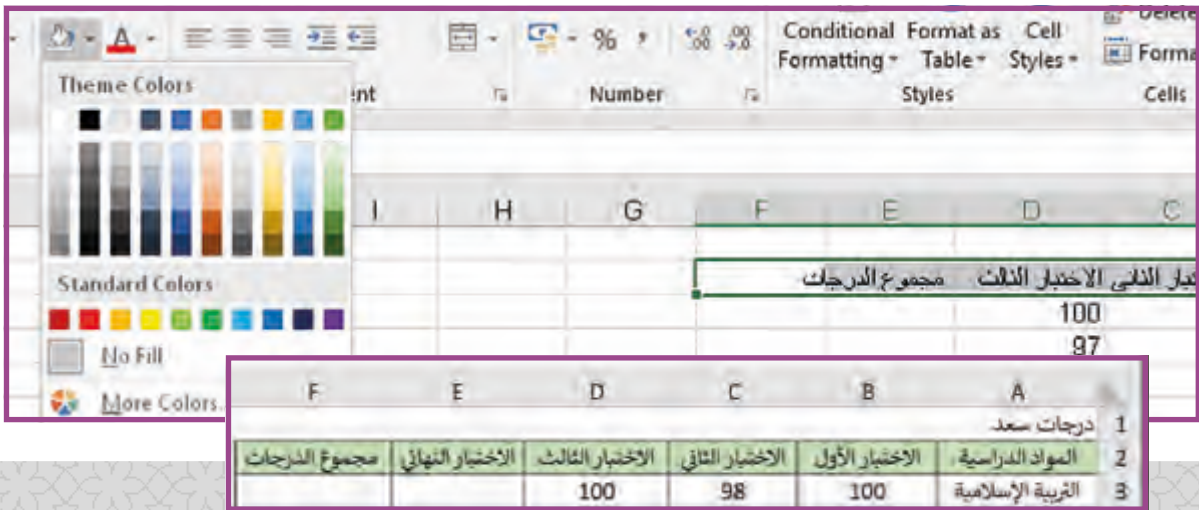 Conditional Format as Cell
Formatting Table Styles
Delete
Forma
Number
Styles
Cells
Theme Colors
Standard Colors
No Fill
More Colors...
I H G F E D C
الاختبار الثالث مجموع الدرجات
100
97
F E D C B A
1 درجات سعد
2 المواد الدراسية الاختبار الأول الاختبار الثاني الاختبار الثالث الاختبار النهائي مجموع الدرجات
3 التربية الإسلامية 100 98 100